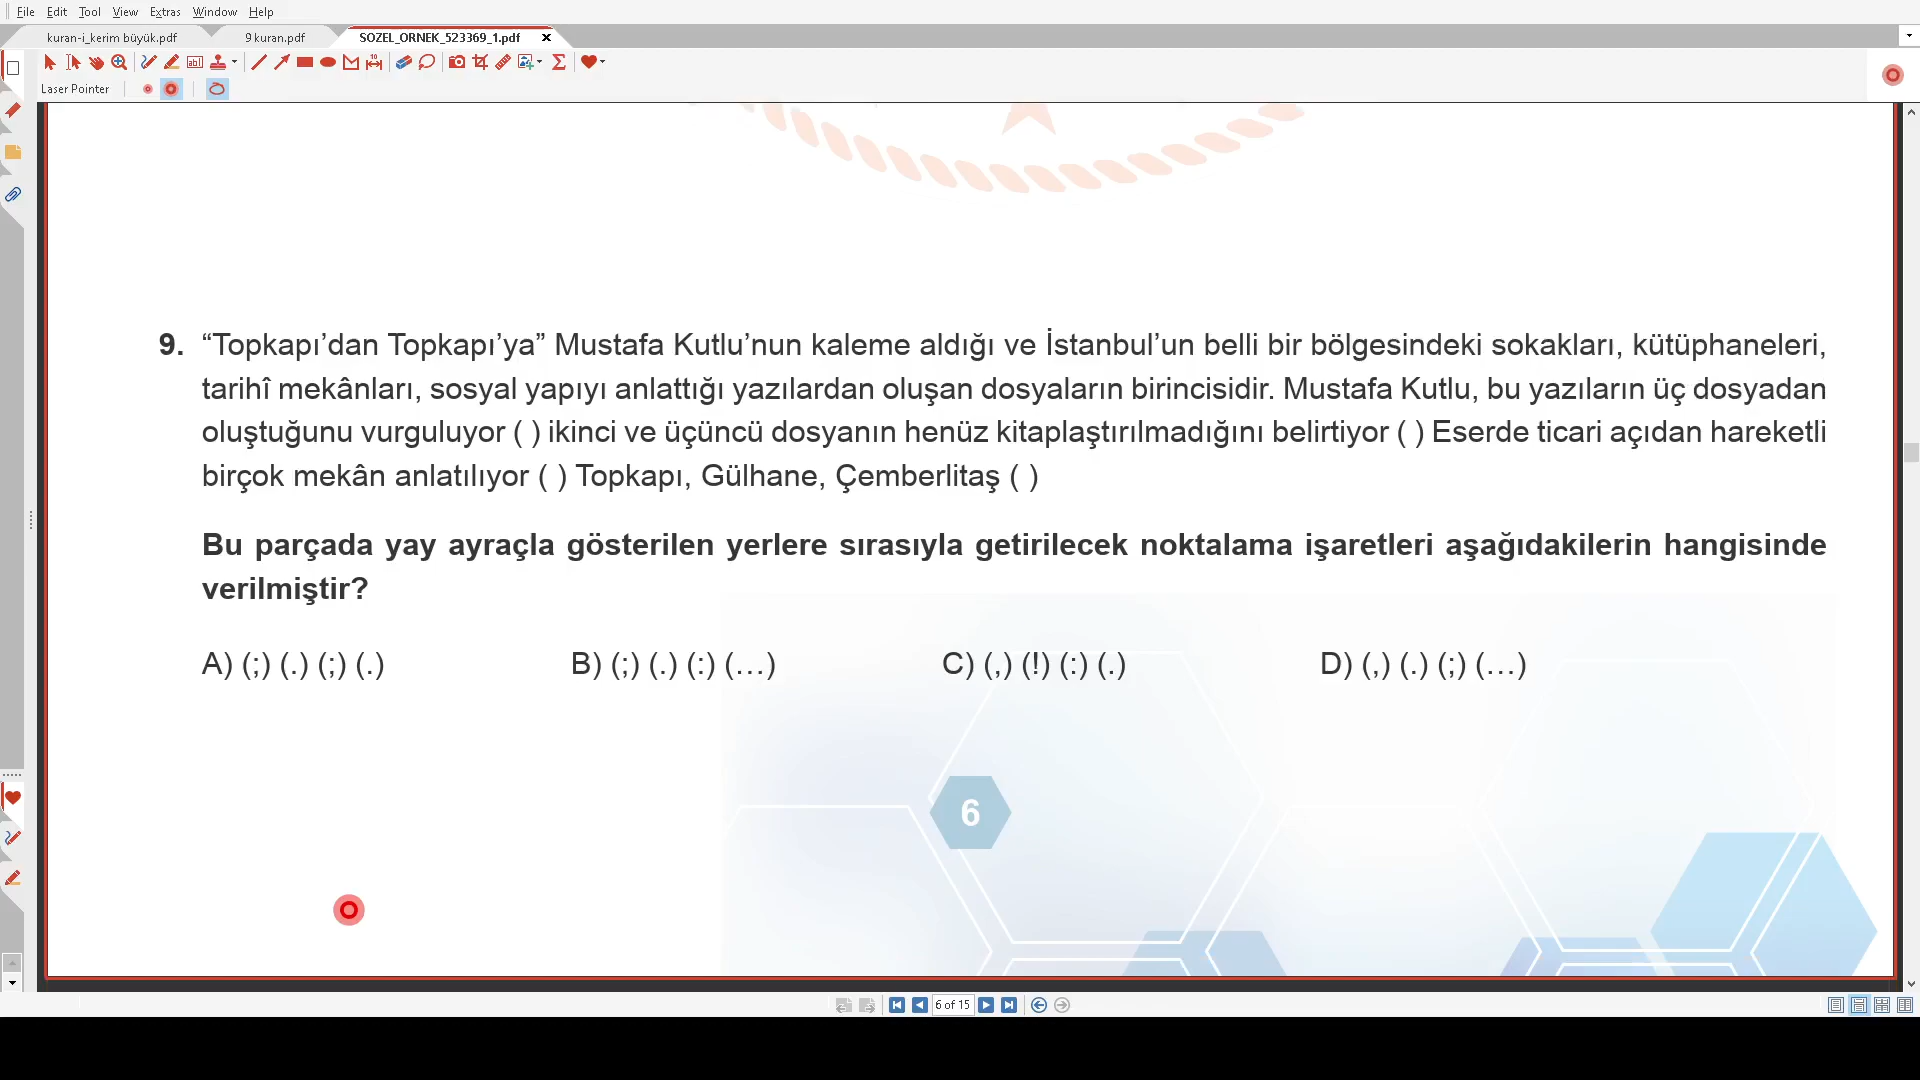 File Edit Tool View Extras Window Help
kuran-i_kerim büyük.pdf 9 kuran.pdf SOZEL_ORNEK_523369_1.pdf
Laser Pointer
9. “Topkapı’dan Topkapı’ya” Mustafa Kutlu’nun kaleme aldığı ve İstanbul’un belli bir bölgesindeki sokakları, kütüphaneleri,
tarihî mekânları, sosyal yapıyı anlattığı yazılardan oluşan dosyaların birincisidir. Mustafa Kutlu, bu yazıların üç dosyadan
oluştuğunu vurguluyor ( ) ikinci ve üçüncü dosyanın henüz kitaplaştırılmadığını belirtiyor ( ) Eserde ticari açıdan hareketli
birçok mekân anlatılıyor ( ) Topkapı, Gülhane, Çemberlitaş ( )
Bu parçada yay ayraçla gösterilen yerlere sırasıyla getirilecek noktalama işaretleri aşağıdakilerin hangisinde
verilmiştir?
A) (;) (.) (;) (.) B) (;) (.) (:) (…) C) (,) (!) (:) (.) D) (,) (.) (;) (…)
6
6 of 15